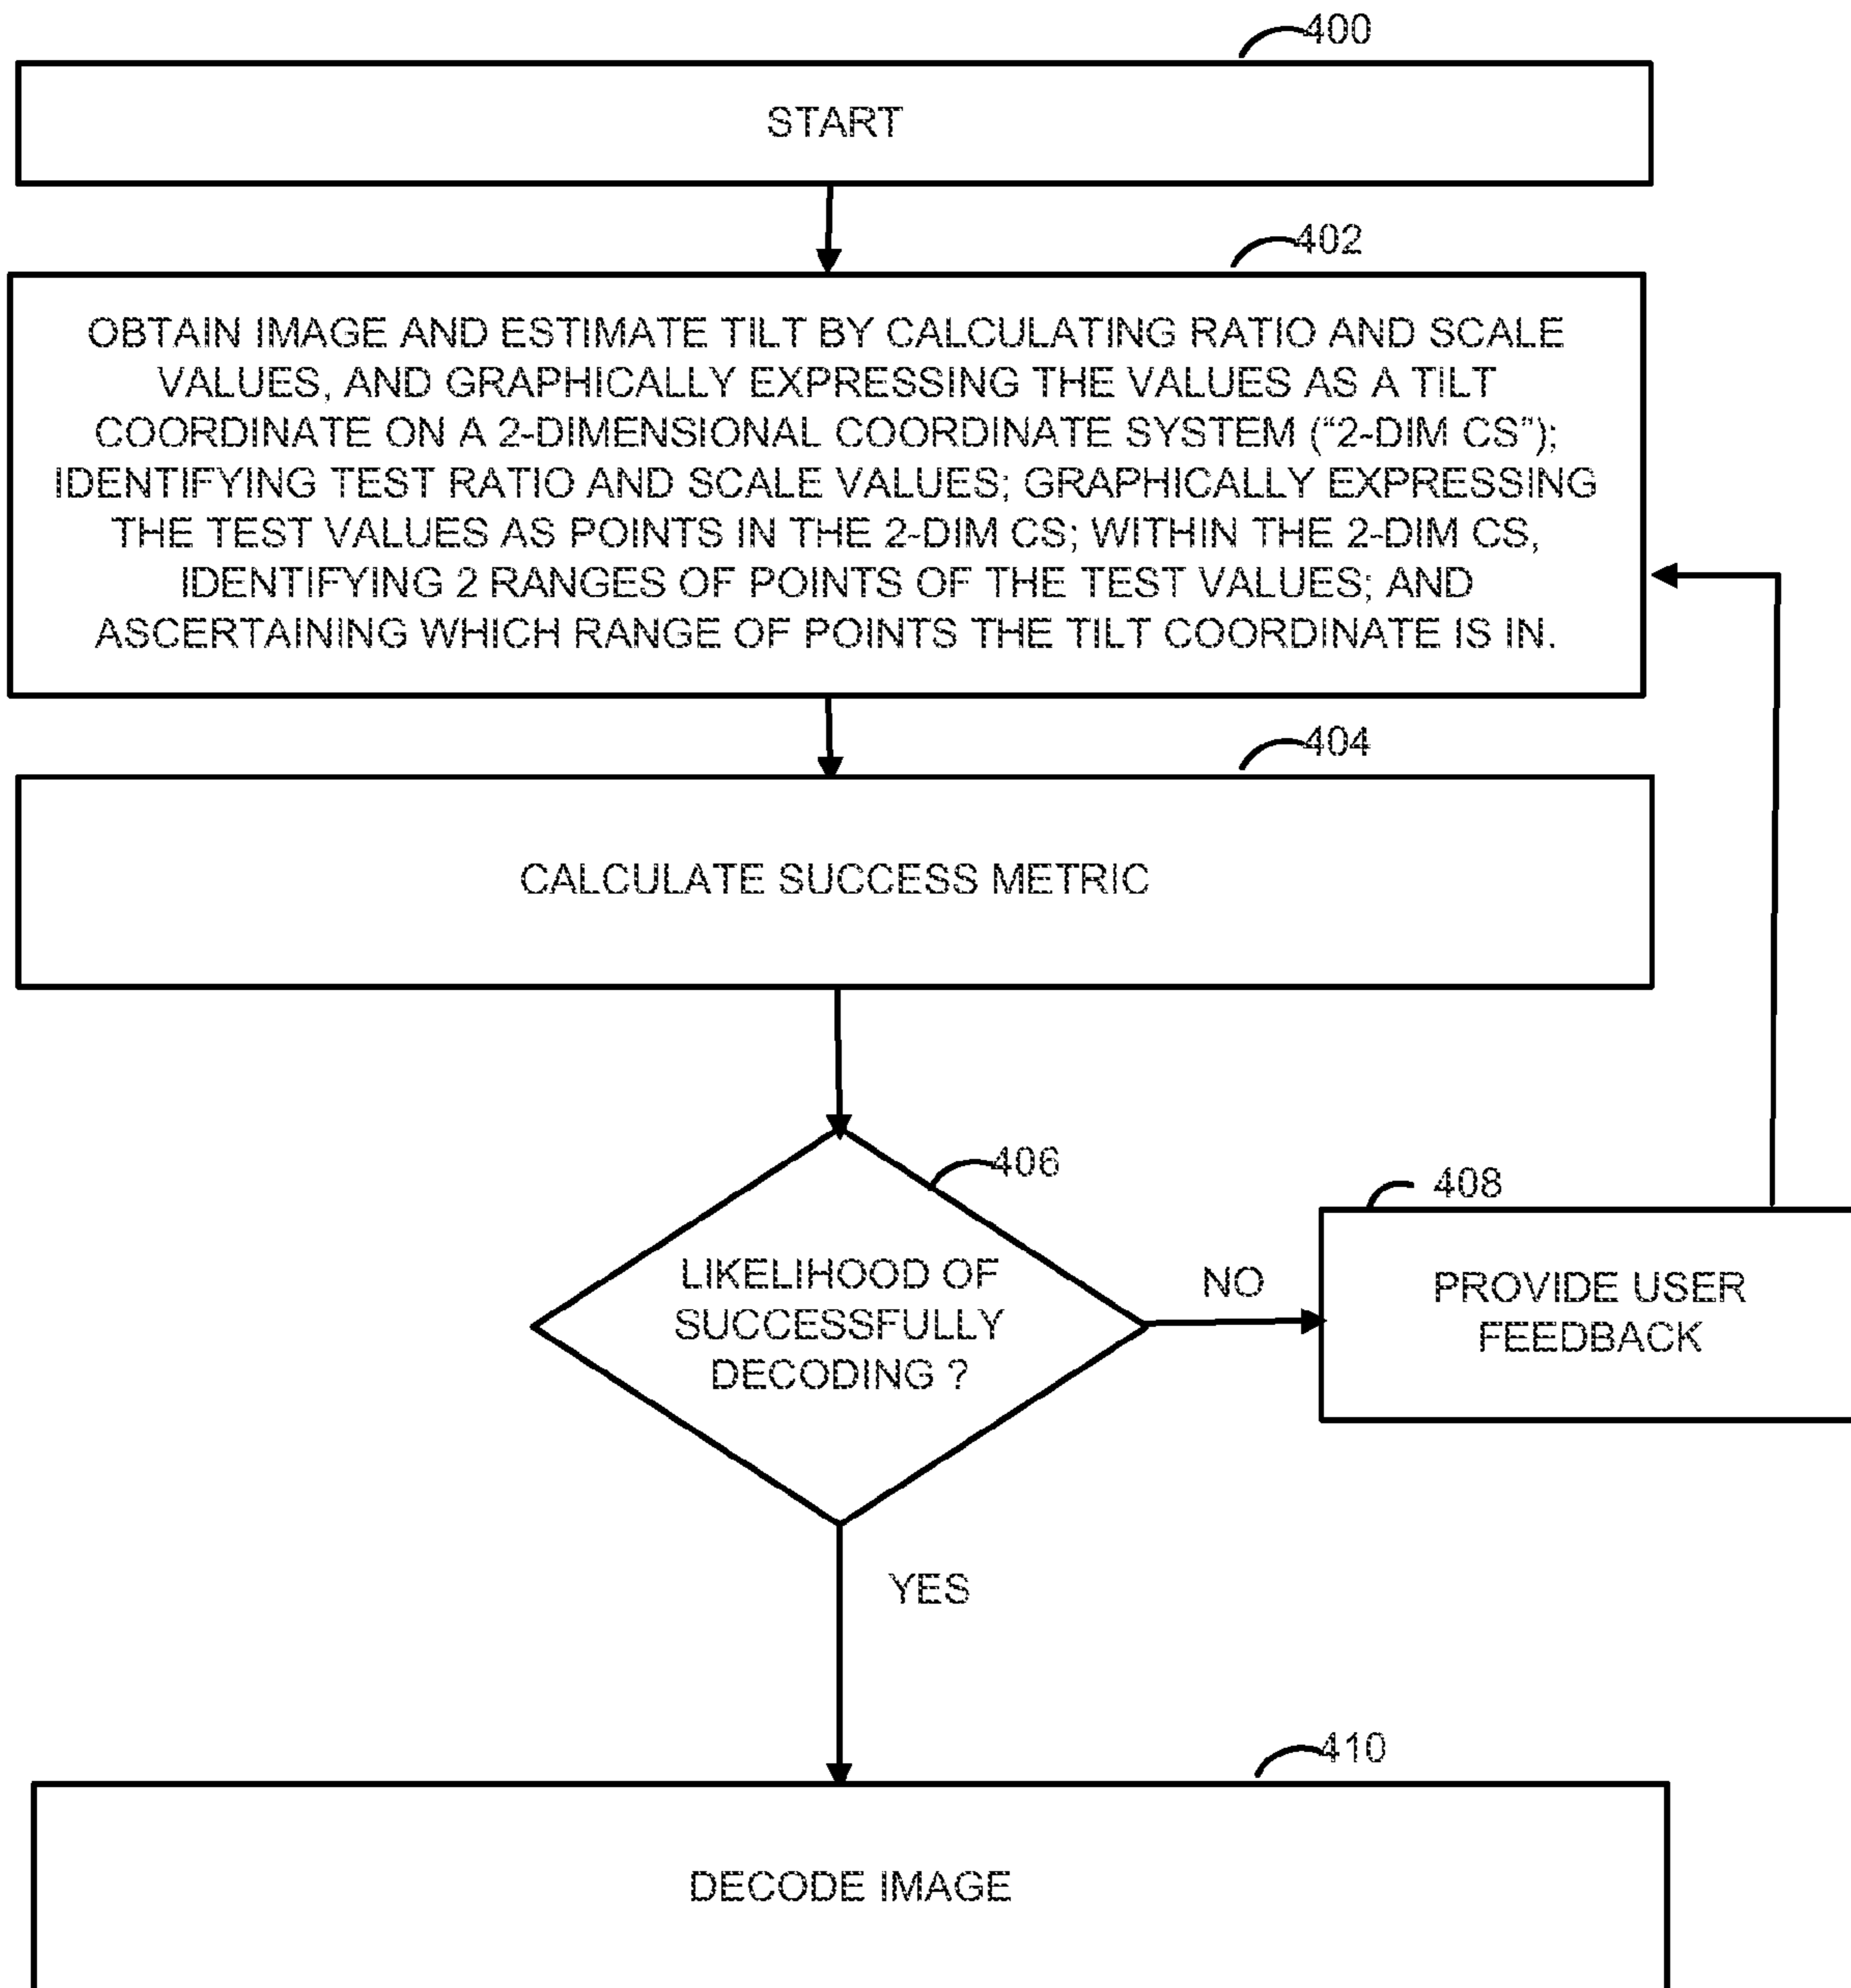 400
START
402
OBTAIN IMAGE AND ESTIMATE TILT BY CALCULATING RATIO AND SCALE
VALUES, AND GRAPHICALLY EXPRESSING THE VALUES AS A TILT
COORDINATE ON A 2-DIMENSIONAL COORDINATE SYSTEM (“2-DIM CS”);
IDENTIFYING TEST RATIO AND SCALE VALUES; GRAPHICALLY EXPRESSING
THE TEST VALUES AS POINTS IN THE 2-DIM CS; WITHIN THE 2-DIM CS,
IDENTIFYING 2 RANGES OF POINTS OF THE TEST VALUES; AND
ASCERTAINING WHICH RANGE OF POINTS THE TILT COORDINATE IS IN.
404
CALCULATE SUCCESS METRIC
406
LIKELIHOOD OF
SUCCESSFULLY
DECODING ?
NO
408
PROVIDE USER
FEEDBACK
YES
410
DECODE IMAGE